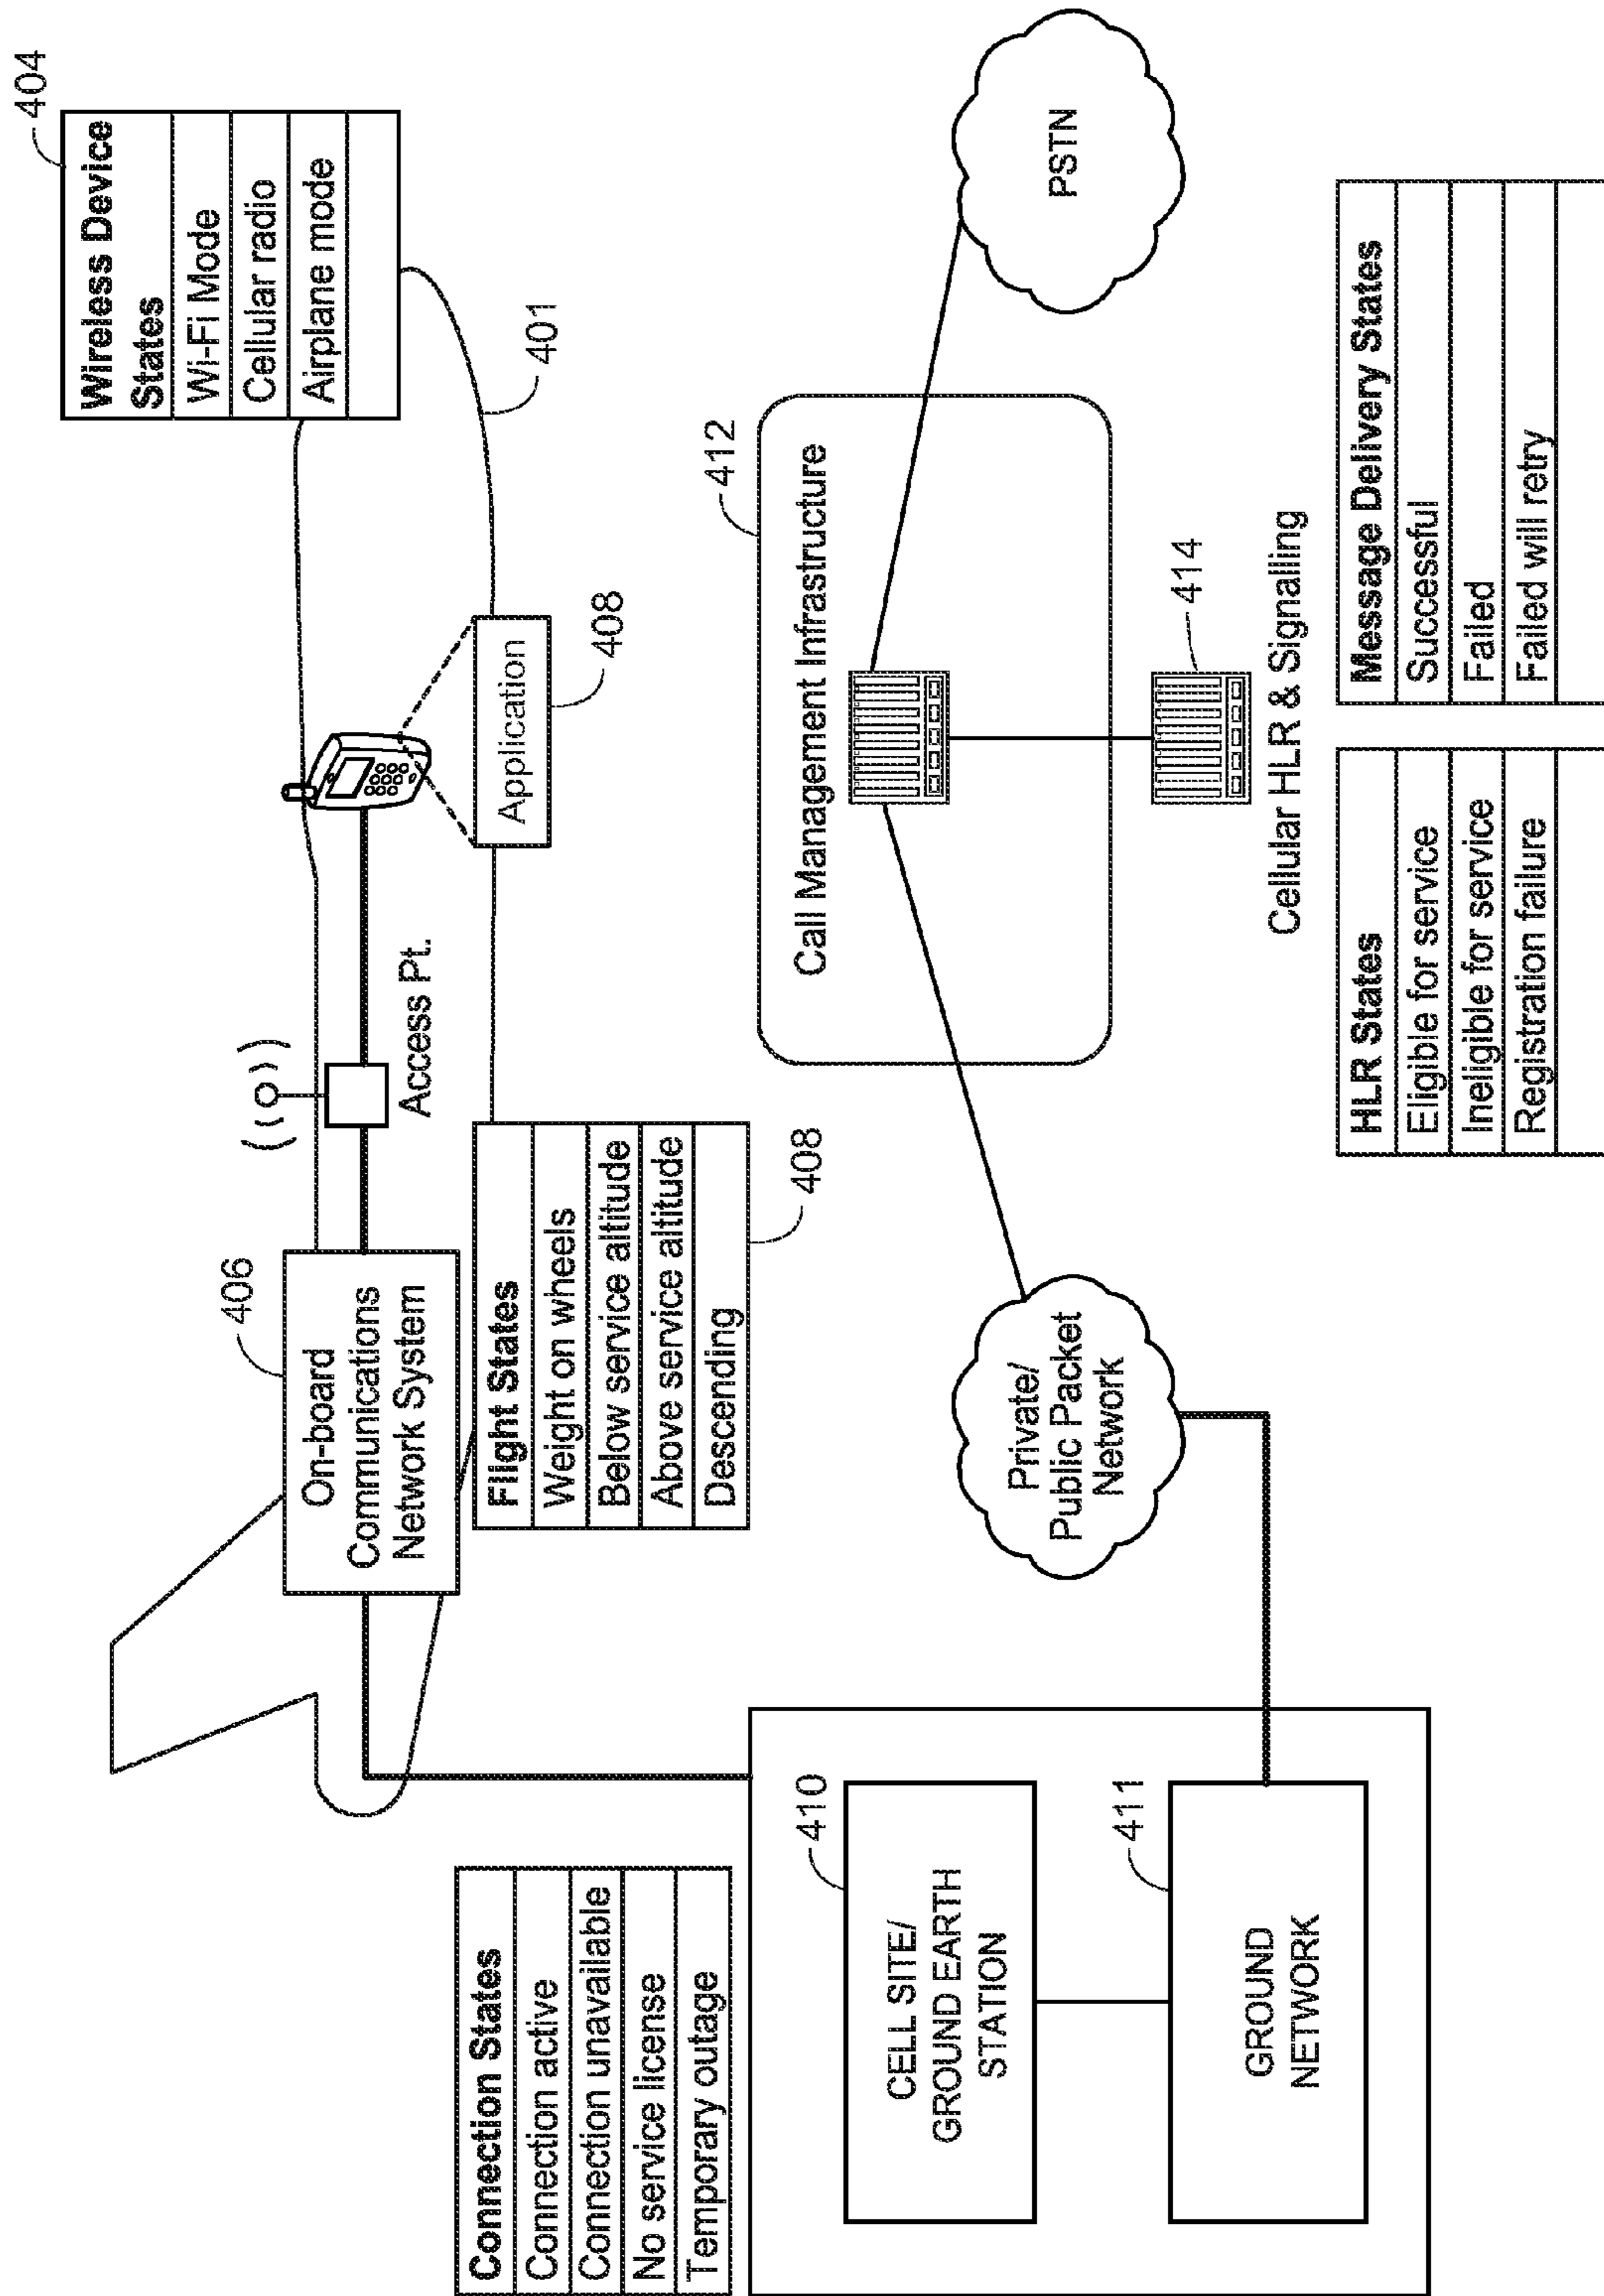 404
Wireless Device
States
Wi-Fi Mode
Cellular radio
Airplane mode
401
406
On-board
Communications
Network System
Access Pt.
Application
408
Flight States
Weight on wheels
Below service altitude
Above service altitude
Descending
408
Connection States
Connection active
Connection unavailable
No service license
Temporary outage
410
CELL SITE/
GROUND EARTH
STATION
411
GROUND
NETWORK
Private/
Public Packet
Network
412
Call Management Infrastructure
414
Cellular HLR & Signalling
PSTN
HLR States
Eligible for service
Ineligible for service
Registration failure
Message Delivery States
Successful
Failed
Failed will retry